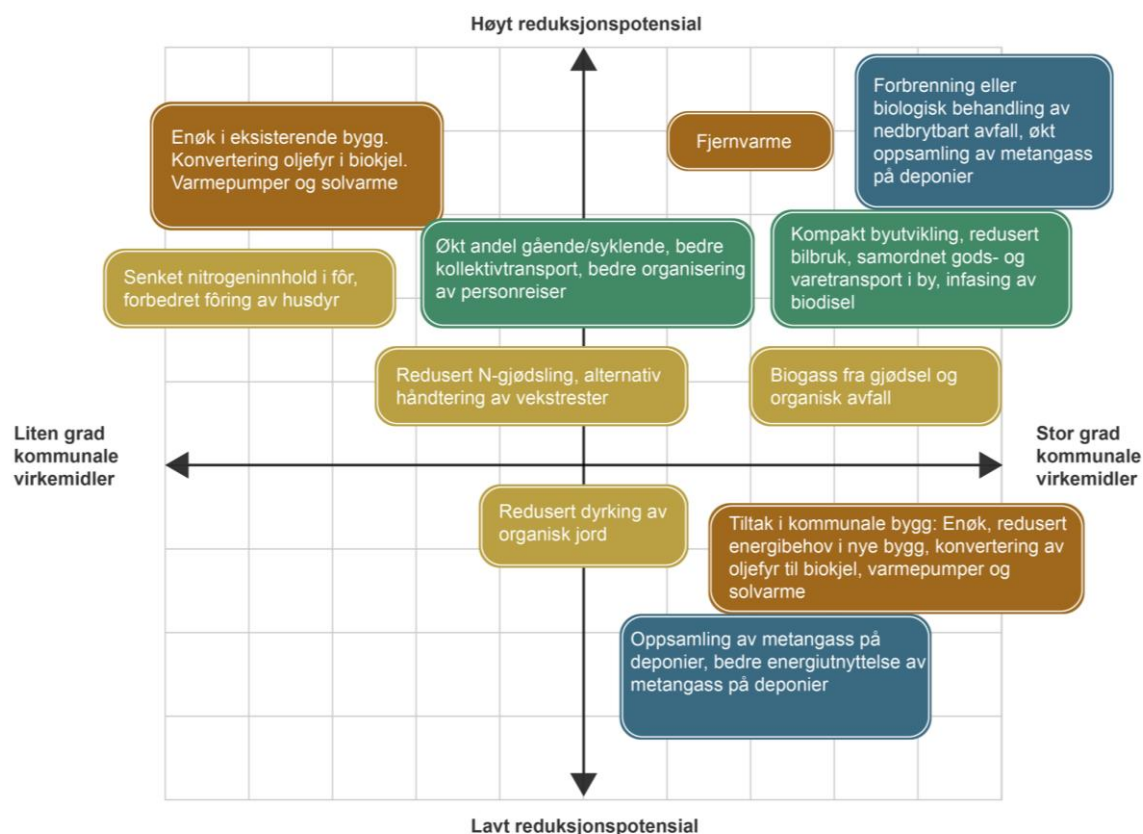 Høyt reduksjonspotensial
Forbrenning eller
biologisk behandling av
nedbrytbart avfall, økt
oppsamling av metangass
på deponier
Enøk i eksisterende bygg.
Konvertering oljefyr i biokjel.
Varmepumper og solvarme
Fjernvarme
Økt andel gående/syklende, bedre
kollektivtransport, bedre organisering
av personreiser
Kompakt byutvikling, redusert
bilbruk, samordnet gods- og
varetransport i by, infasing av
biodisel
Senket nitrogeninnhold i fôr,
forbedret fôring av husdyr
Redusert N-gjødsling, alternativ
håndtering av vekstrester
Biogass fra gjødsel og
organisk avfall
Liten grad
kommunale
virkemidler
Stor grad
kommunale
virkemidler
Redusert dyrking av
organisk jord
Tiltak i kommunale bygg: Enøk, redusert
energibehov i nye bygg, konvertering av
oljefyr til biokjel, varmepumper og
solvarme
Oppsamling av metangass på
deponier, bedre energiutnyttelse av
metangass på deponier
Lavt reduksjonspotensial